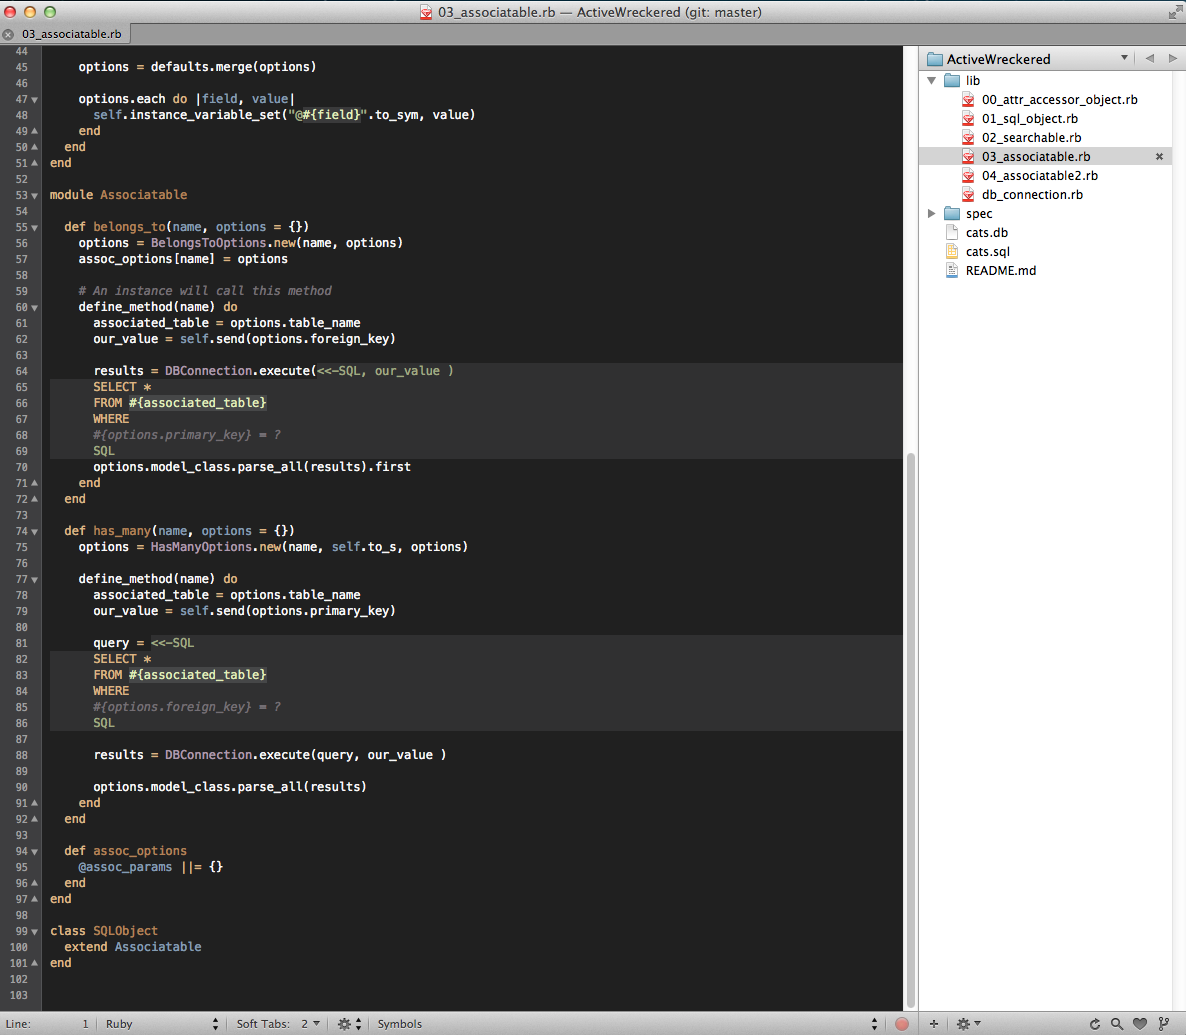 03_associatable.rb — ActiveWreckered (git: master)
03_associatable.rb
44
45 options = defaults.merge(options)
46
47 options.each do |field, value|
48 self.instance_variable_set("@#{field}".to_sym, value)
49 end
50 end
51 end
52
53 module Associatable
54
55 def belongs_to(name, options = {})
56 options = BelongsToOptions.new(name, options)
57 assoc_options[name] = options
58
59 # An instance will call this method
60 define_method(name) do
61 associated_table = options.table_name
62 our_value = self.send(options.foreign_key)
63
64 results = DBConnection.execute(<<-SQL, our_value )
65 SELECT *
66 FROM #{associated_table}
67 WHERE
68 #{options.primary_key} = ?
69 SQL
70 options.model_class.parse_all(results).first
71 end
72 end
73
74 def has_many(name, options = {})
75 options = HasManyOptions.new(name, self.to_s, options)
76
77 define_method(name) do
78 associated_table = options.table_name
79 our_value = self.send(options.primary_key)
80
81 query = <<-SQL
82 SELECT *
83 FROM #{associated_table}
84 WHERE
85 #{options.foreign_key} = ?
86 SQL
87
88 results = DBConnection.execute(query, our_value )
89
90 options.model_class.parse_all(results)
91 end
92 end
93
94 def assoc_options
95 @assoc_params ||= {}
96 end
97 end
98
99 class SQLObject
100 extend Associatable
101 end
102
103
ActiveWreckered
lib
00_attr_accessor_object.rb
01_sql_object.rb
02_searchable.rb
03_associatable.rb
04_associatable2.rb
db_connection.rb
spec
cats.db
cats.sql
README.md
Line: 1 Ruby Soft Tabs: 2 Symbols